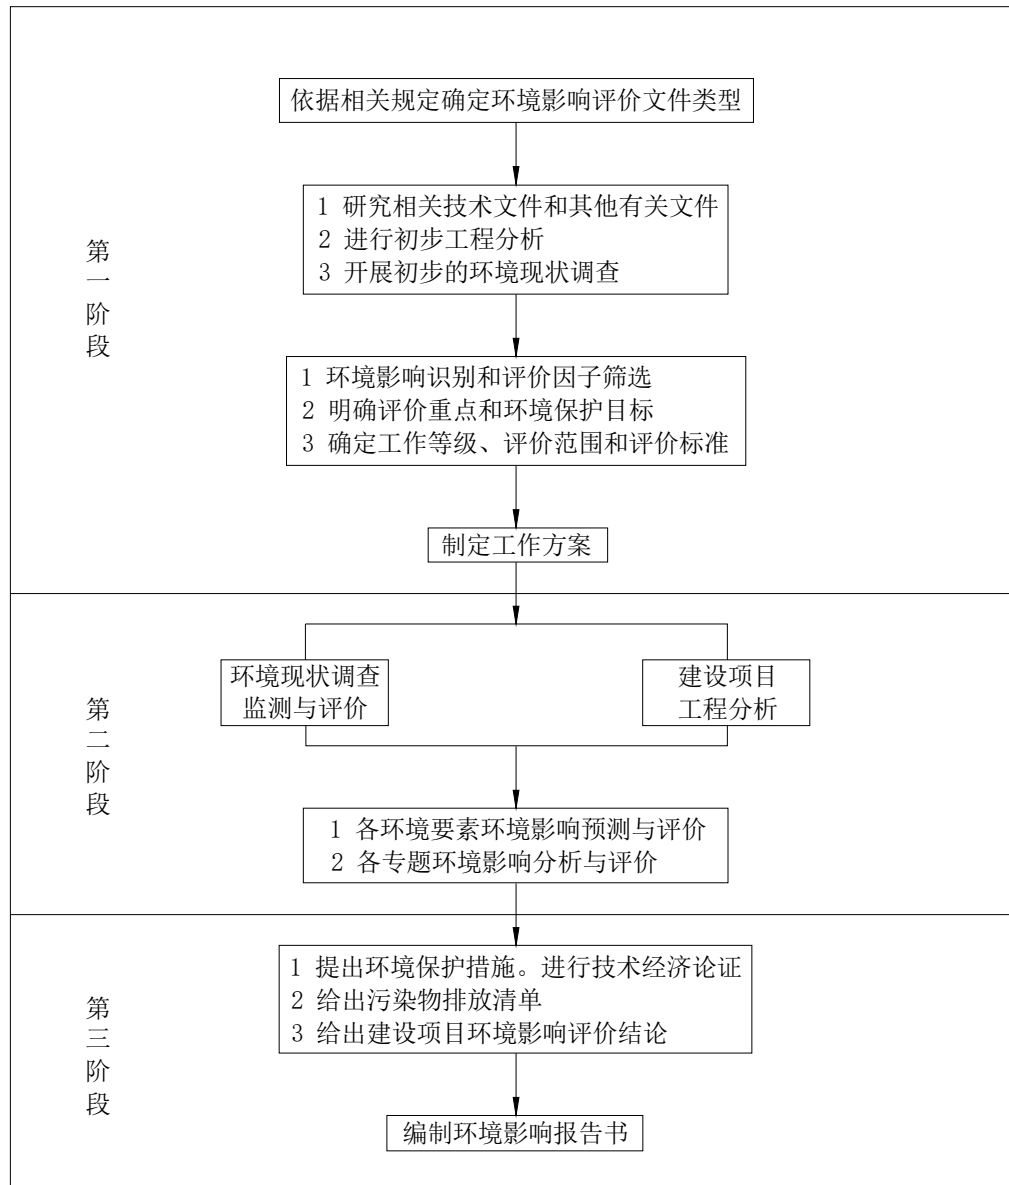 依据相关规定确定环境影响评价文件类型
第一阶段
1 研究相关技术文件和其他有关文件
2 进行初步工程分析
3 开展初步的环境现状调查
1 环境影响识别和评价因子筛选
2 明确评价重点和环境保护目标
3 确定工作等级、评价范围和评价标准
制定工作方案
第二阶段
环境现状调查
监测与评价
建设项目
工程分析
1 各环境要素环境影响预测与评价
2 各专题环境影响分析与评价
第三阶段
1 提出环境保护措施。进行技术经济论证
2 给出污染物排放清单
3 给出建设项目环境影响评价结论
编制环境影响报告书